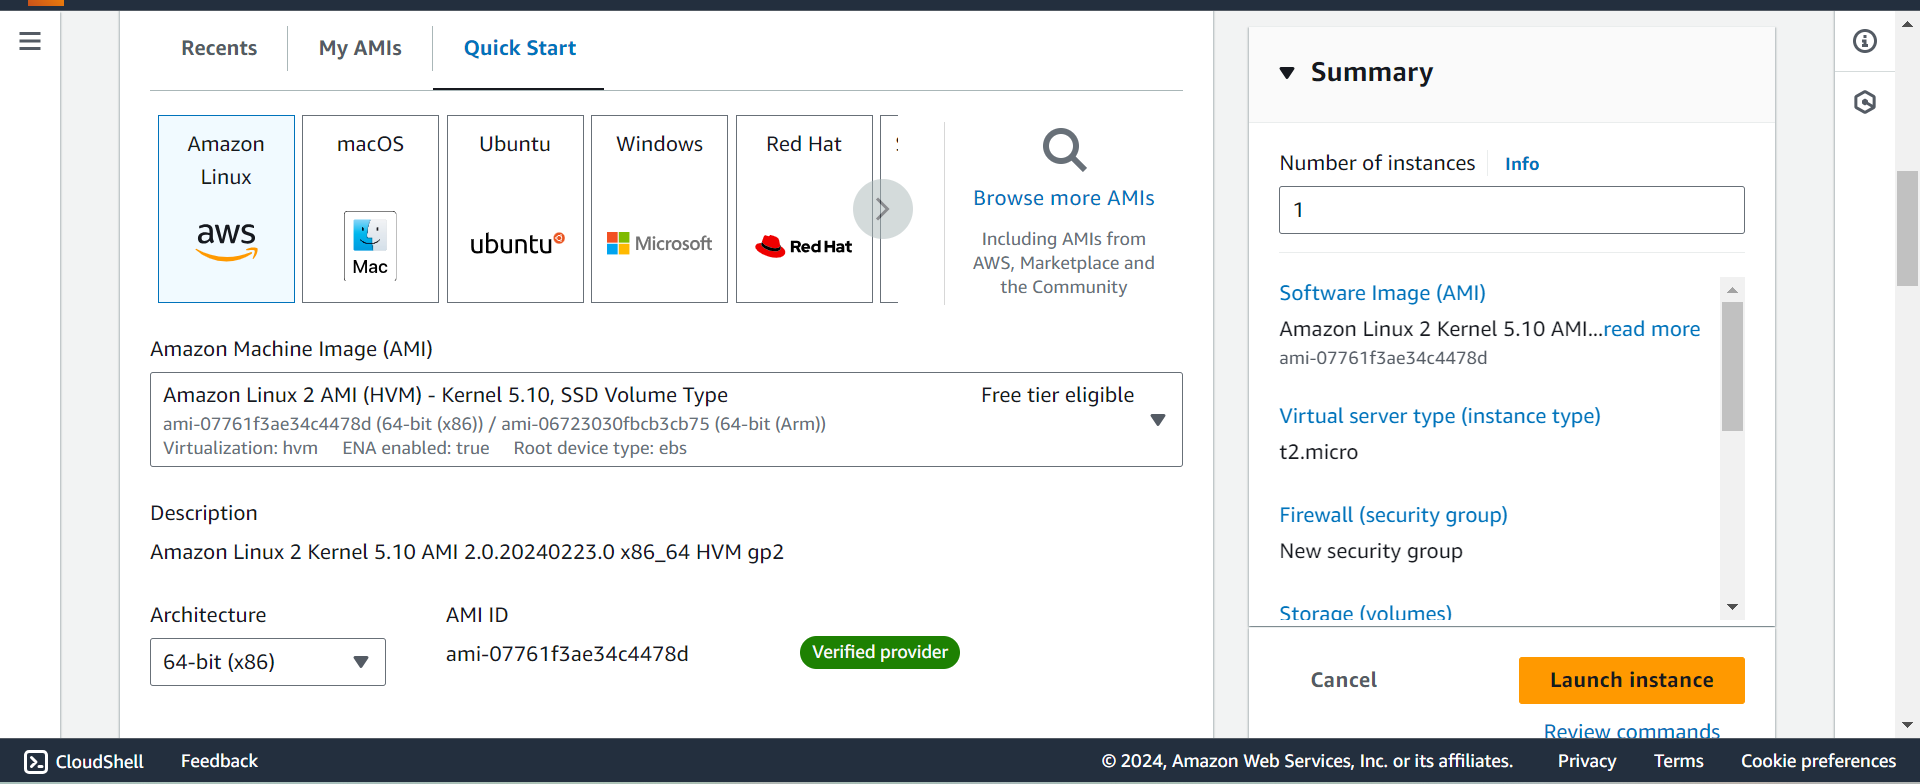 Recents
My AMIs
Quick Start
Amazon
Linux
aws
macOS
Mac
Ubuntu
ubuntu
Windows
Microsoft
Red Hat
Red Hat
Browse more AMIs
Including AMIs from
AWS, Marketplace and
the Community
Amazon Machine Image (AMI)
Amazon Linux 2 AMI (HVM) - Kernel 5.10, SSD Volume Type
Free tier eligible
ami-07761f3ae34c4478d (64-bit (x86)) / ami-06723030fbcb3cb75 (64-bit (Arm))
Virtualization: hvm ENA enabled: true Root device type: ebs
Description
Amazon Linux 2 Kernel 5.10 AMI 2.0.20240223.0 x86_64 HVM gp2
Architecture
64-bit (x86)
AMI ID
ami-07761f3ae34c4478d
Verified provider
Summary
Number of instances
Info
1
Software Image (AMI)
Amazon Linux 2 Kernel 5.10 AMI...read more
ami-07761f3ae34c4478d
Virtual server type (instance type)
t2.micro
Firewall (security group)
New security group
Storage (volumes)
Cancel
Launch instance
Review commands
CloudShell
Feedback
© 2024, Amazon Web Services, Inc. or its affiliates.
Privacy
Terms
Cookie preferences